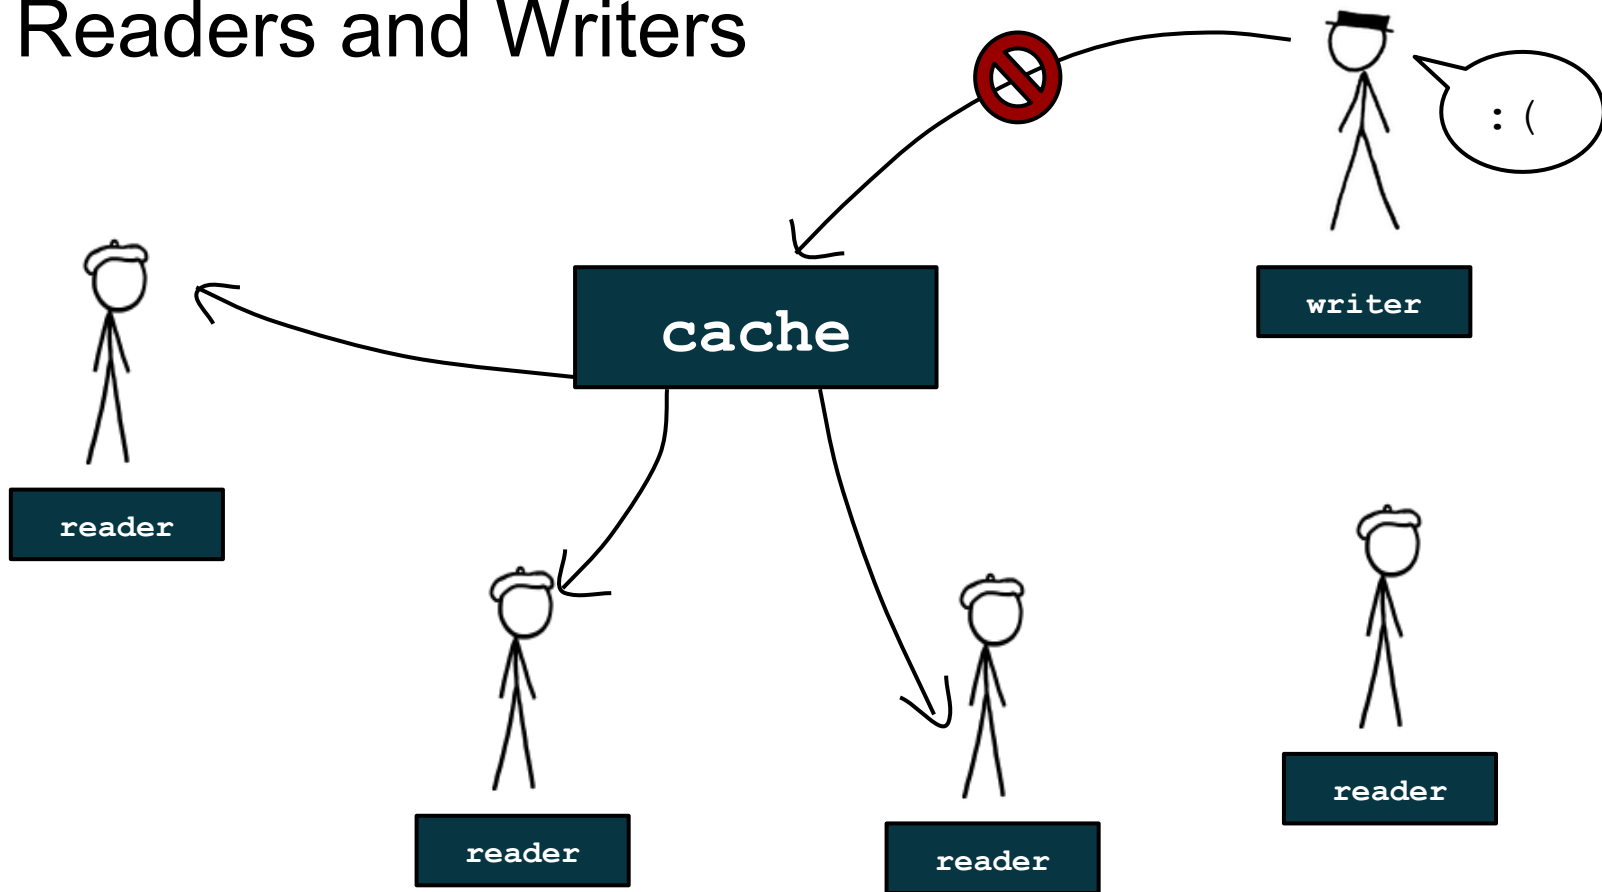 Readers and Writers
: (
writer
cache
reader
reader
reader
reader